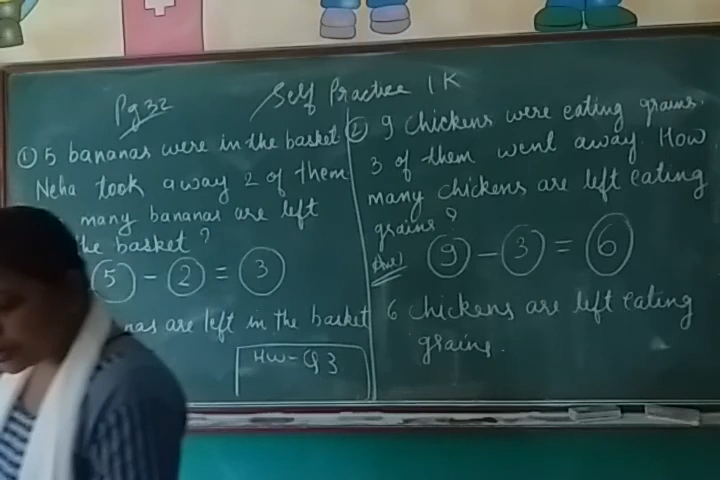 Pg 32
Self Practice 1K
① 5 bananas were in the basket
Neha took away 2 of them
many bananas are left
the basket ?
5 - 2 = 3
nas are left in the basket
HW - Q3
② 9 chickens were eating grains.
3 of them went away. How
many chickens are left eating
grains ?
9 - 3 = 6
6 chickens are left eating
grains.